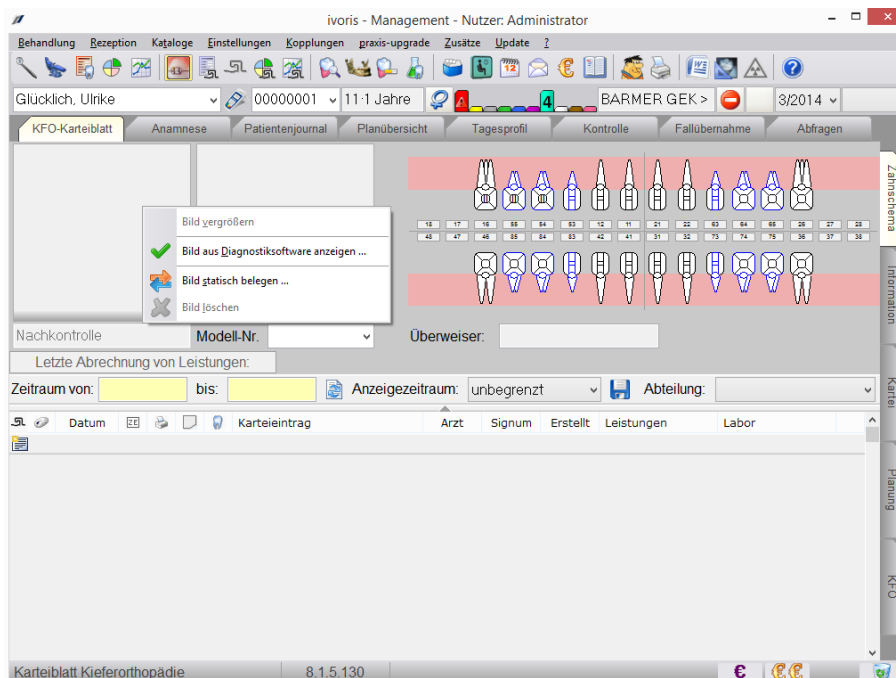 ivoris - Management - Nutzer: Administrator
Behandlung Rezeption Kataloge Einstellungen Kopplungen praxis-upgrade Zusätze Update ?
Glücklich, Ulrike 00000001 11·1 Jahre A 4 BARMER GEK > 3/2014
KFO-Karteiblatt Anamnese Patientenjournal Planübersicht Tagesprofil Kontrolle Fallübernahme Abfragen
Zahnschema
Information
Kartei
Planung
KFO
18 17 16 55 54 53 12 11 21 22 63 64 65 26 27 28
48 47 46 85 84 83 42 41 31 32 73 74 75 36 37 38
Bild vergrößern
Bild aus Diagnostiksoftware anzeigen ...
Bild statisch belegen ...
Bild löschen
Nachkontrolle Modell-Nr. Überweiser:
Letzte Abrechnung von Leistungen:
Zeitraum von: bis: Anzeigezeitraum: unbegrenzt Abteilung:
Datum ZE Karteieintrag Arzt Signum Erstellt Leistungen Labor
Karteiblatt Kieferorthopädie 8.1.5.130 € €€